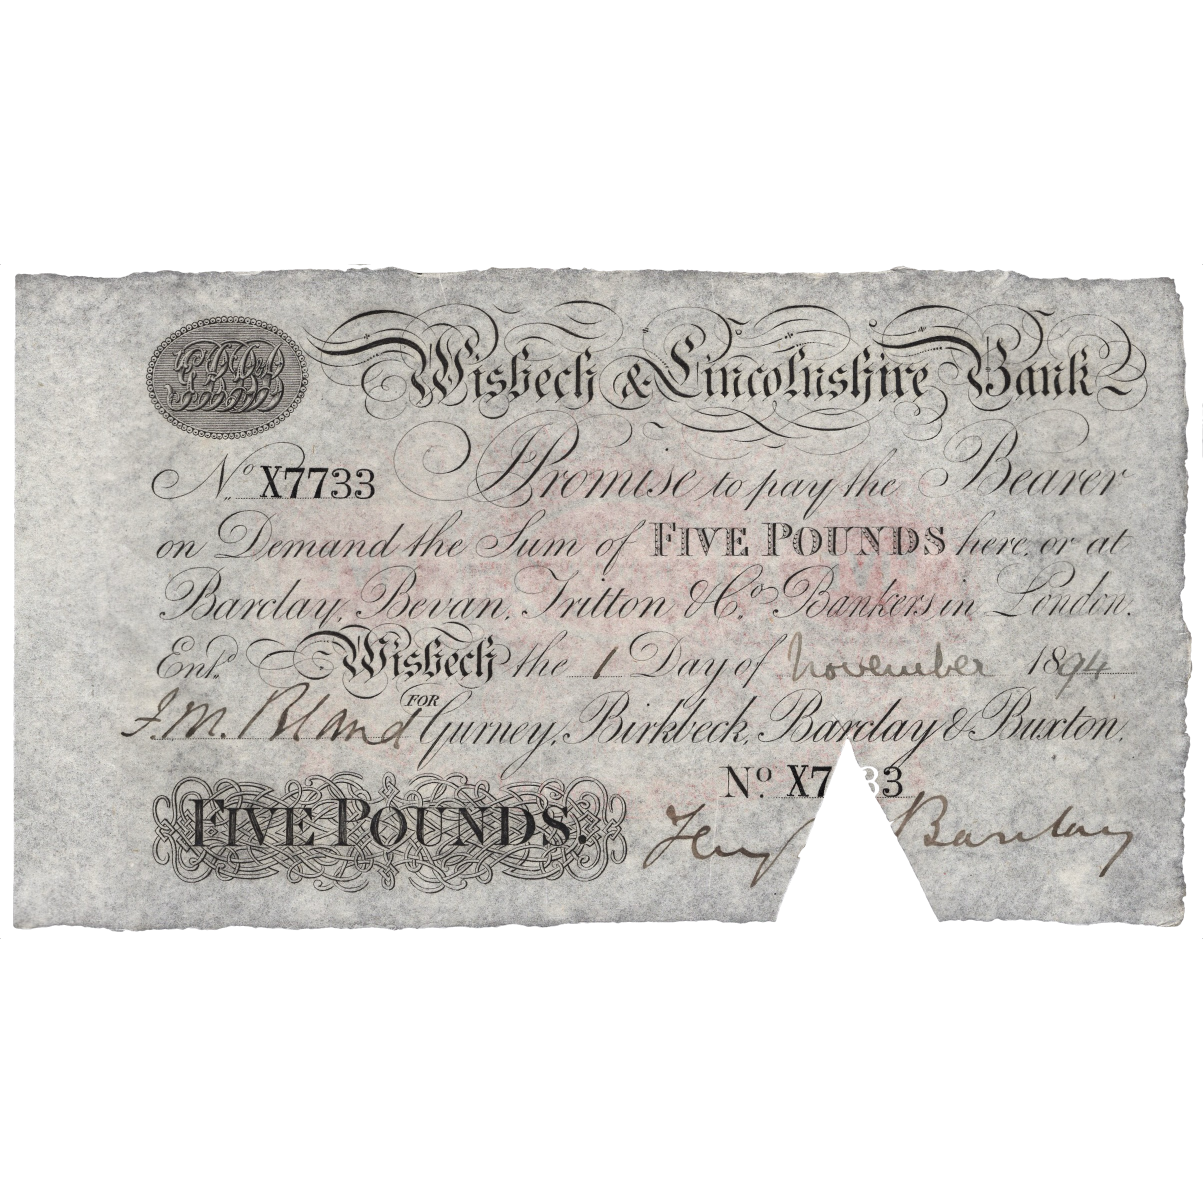 Wisbech & Lincolnshire Bank
No X7733 Promise to pay the Bearer
on Demand the Sum of FIVE POUNDS here, or at
Barclay, Bevan, Tritton & Co. Bankers, in London.
Entd. Wisbech the 1 Day of November 1894
J.M. Bland FOR Gurney, Birkbeck, Barclay & Buxton.
No. X7 33
FIVE POUNDS. Barclay